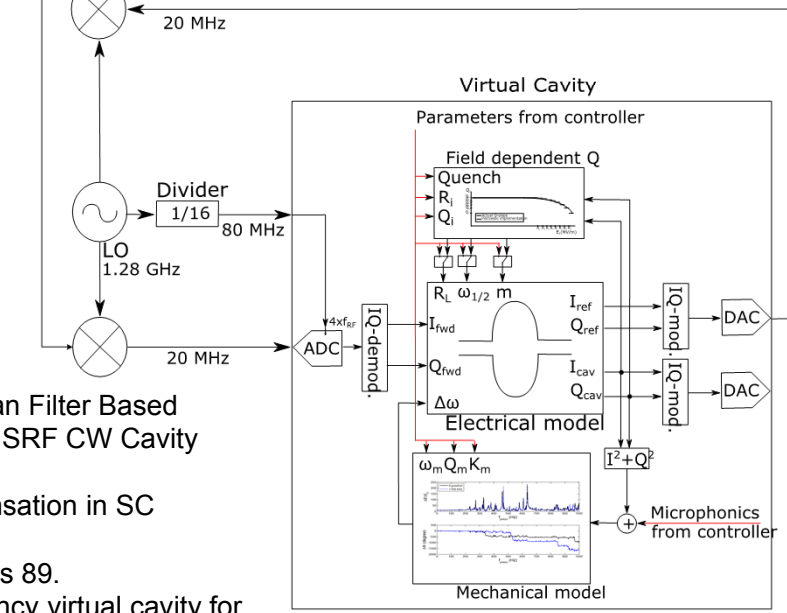 20 MHz
Virtual Cavity
Parameters from controller
Field dependent Q
Quench
R_i
Q_i
Divider
1/16
80 MHz
LO
1.28 GHz
R_L ω_1/2 m
I_fwd
Q_fwd
Δω
I_ref
Q_ref
I_cav
Q_cav
Electrical model
4xf_RF
ADC
IQ-demod.
20 MHz
IQ-mod.
DAC
IQ-mod.
DAC
I²+Q²
an Filter Based
SRF CW Cavity
nsation in SC
s 89.
ncy virtual cavity for
ω_m Q_m K_m
+
Microphonics
from controller
Mechanical model